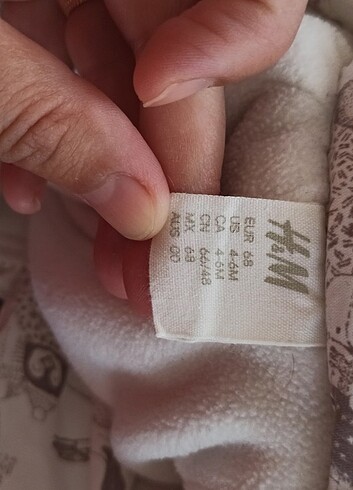 H&M
EUR 68
US 4-6M
CA 4-6M
CN 66/48
MX 68
AUS 00